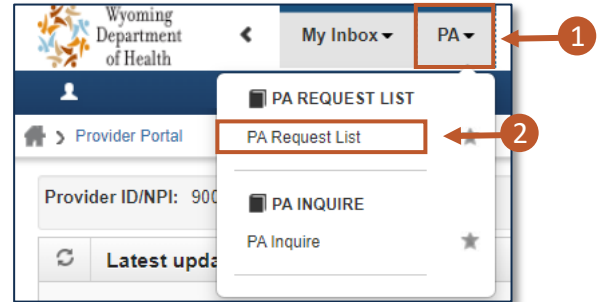 Wyoming
Department
of Health
My Inbox
PA
1
PA REQUEST LIST
Provider Portal
PA Request List
2
Provider ID/NPI: 900
PA INQUIRE
PA Inquire
Latest upda